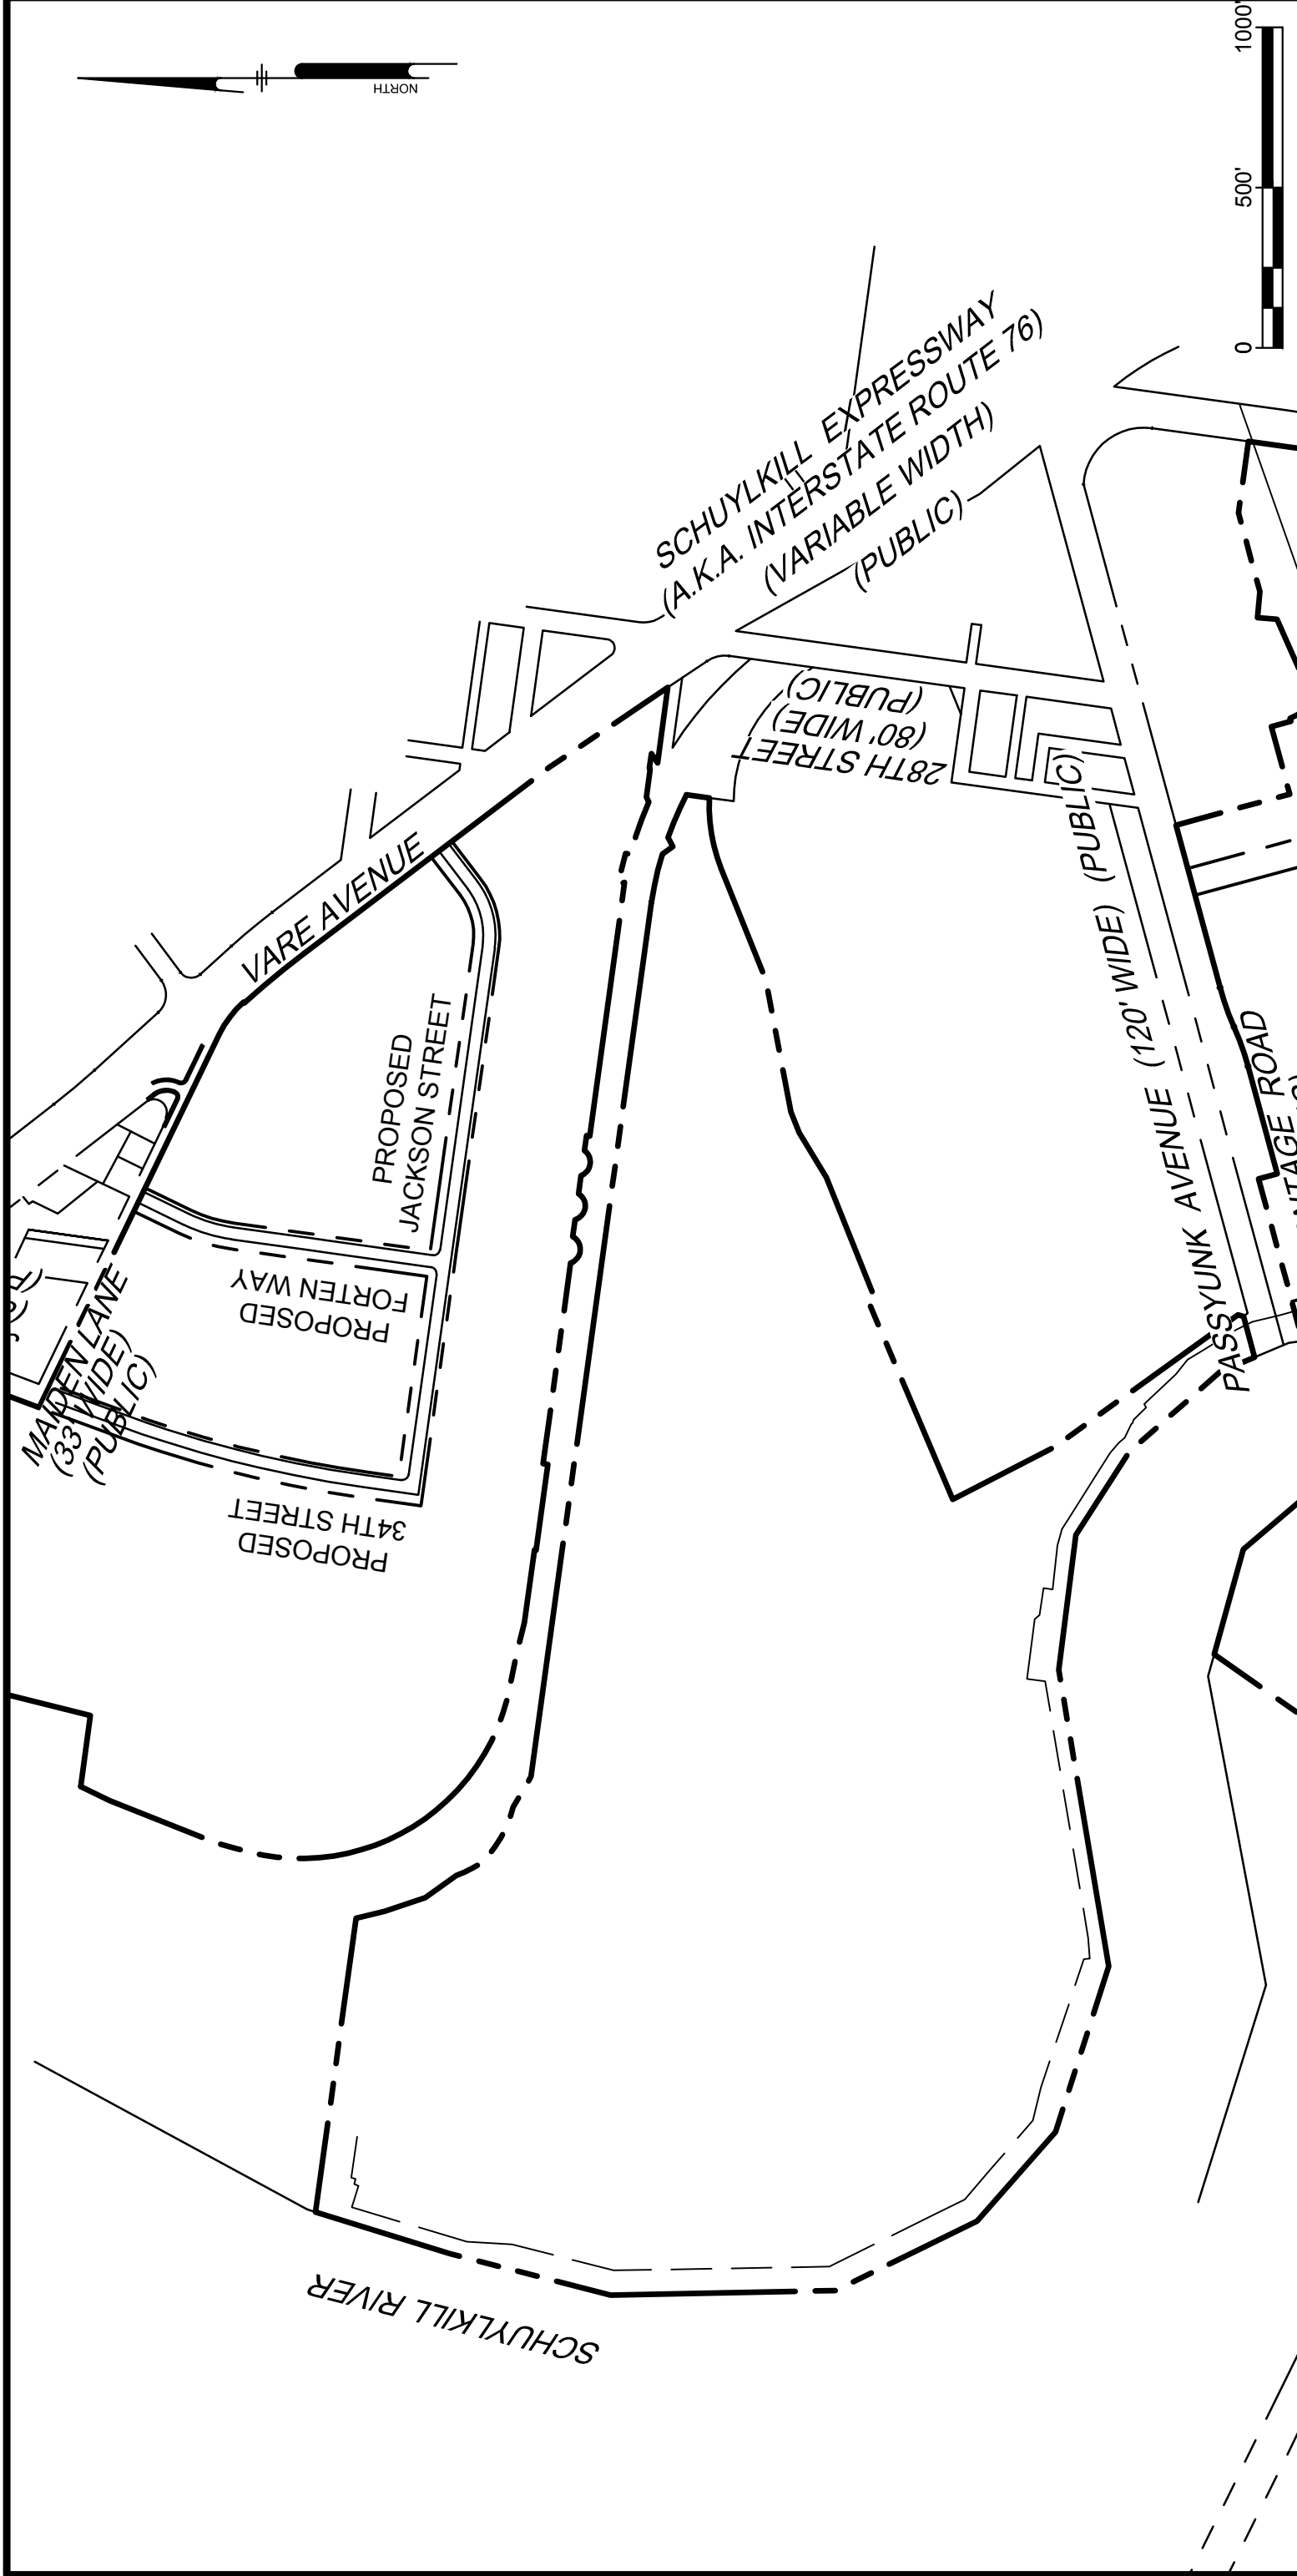 NORTH
1000'
500'
0
SCHUYLKILL EXPRESSWAY
(A.K.A. INTERSTATE ROUTE 76)
(VARIABLE WIDTH)
(PUBLIC)
28TH STREET
(80' WIDE)
(PUBLIC)
VARE AVENUE
PROPOSED
JACKSON STREET
PROPOSED
FORTEN WAY
MAIDEN LANE
(33' WIDE)
(PUBLIC)
PROPOSED
34TH STREET
PASSYUNK AVENUE (120' WIDE) (PUBLIC)
ROAD
SCHUYLKILL RIVER